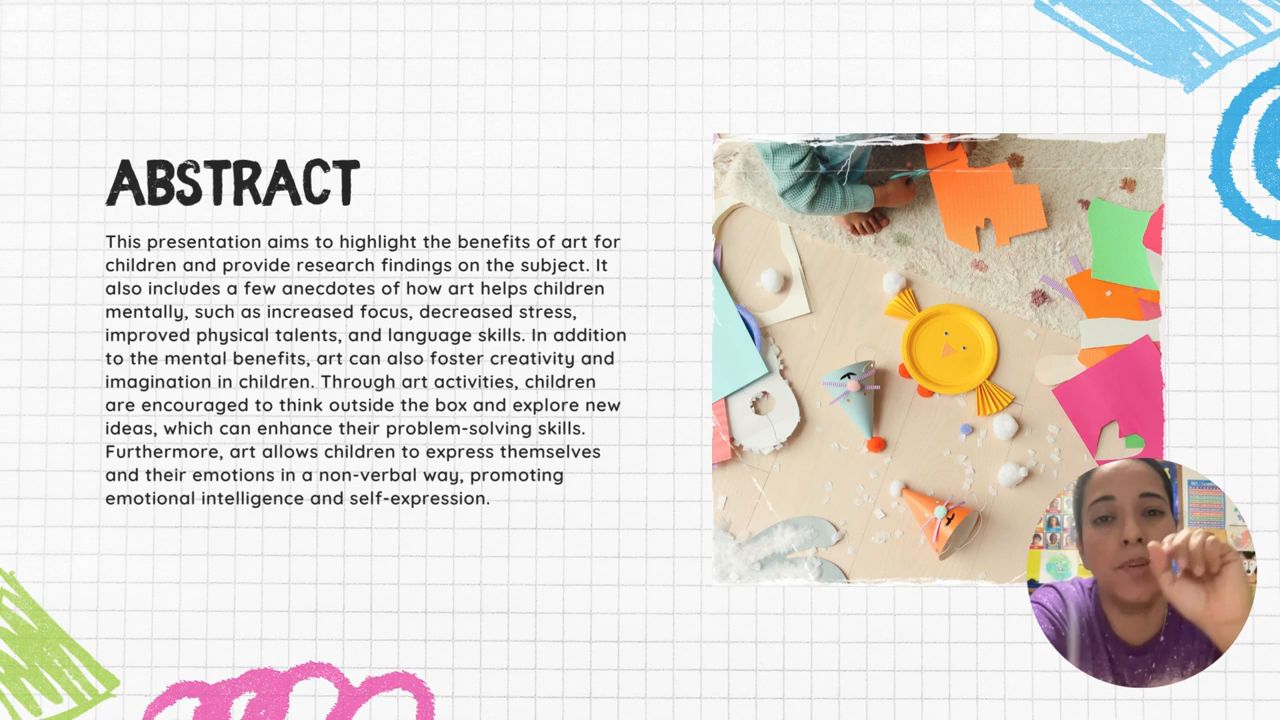 ABSTRACT
This presentation aims to highlight the benefits of art for
children and provide research findings on the subject. It
also includes a few anecdotes of how art helps children
mentally, such as increased focus, decreased stress,
improved physical talents, and language skills. In addition
to the mental benefits, art can also foster creativity and
imagination in children. Through art activities, children
are encouraged to think outside the box and explore new
ideas, which can enhance their problem-solving skills.
Furthermore, art allows children to express themselves
and their emotions in a non-verbal way, promoting
emotional intelligence and self-expression.